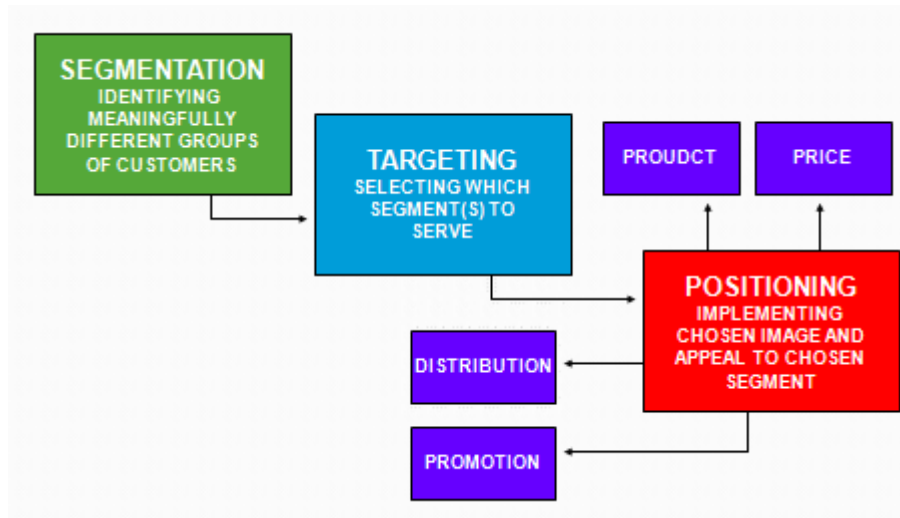 SEGMENTATION
IDENTIFYING
MEANINGFULLY
DIFFERENT GROUPS
OF CUSTOMERS
TARGETING
SELECTING WHICH
SEGMENT(S) TO
SERVE
PROUDCT
PRICE
POSITIONING
IMPLEMENTING
CHOSEN IMAGE AND
APPEAL TO CHOSEN
SEGMENT
DISTRIBUTION
PROMOTION